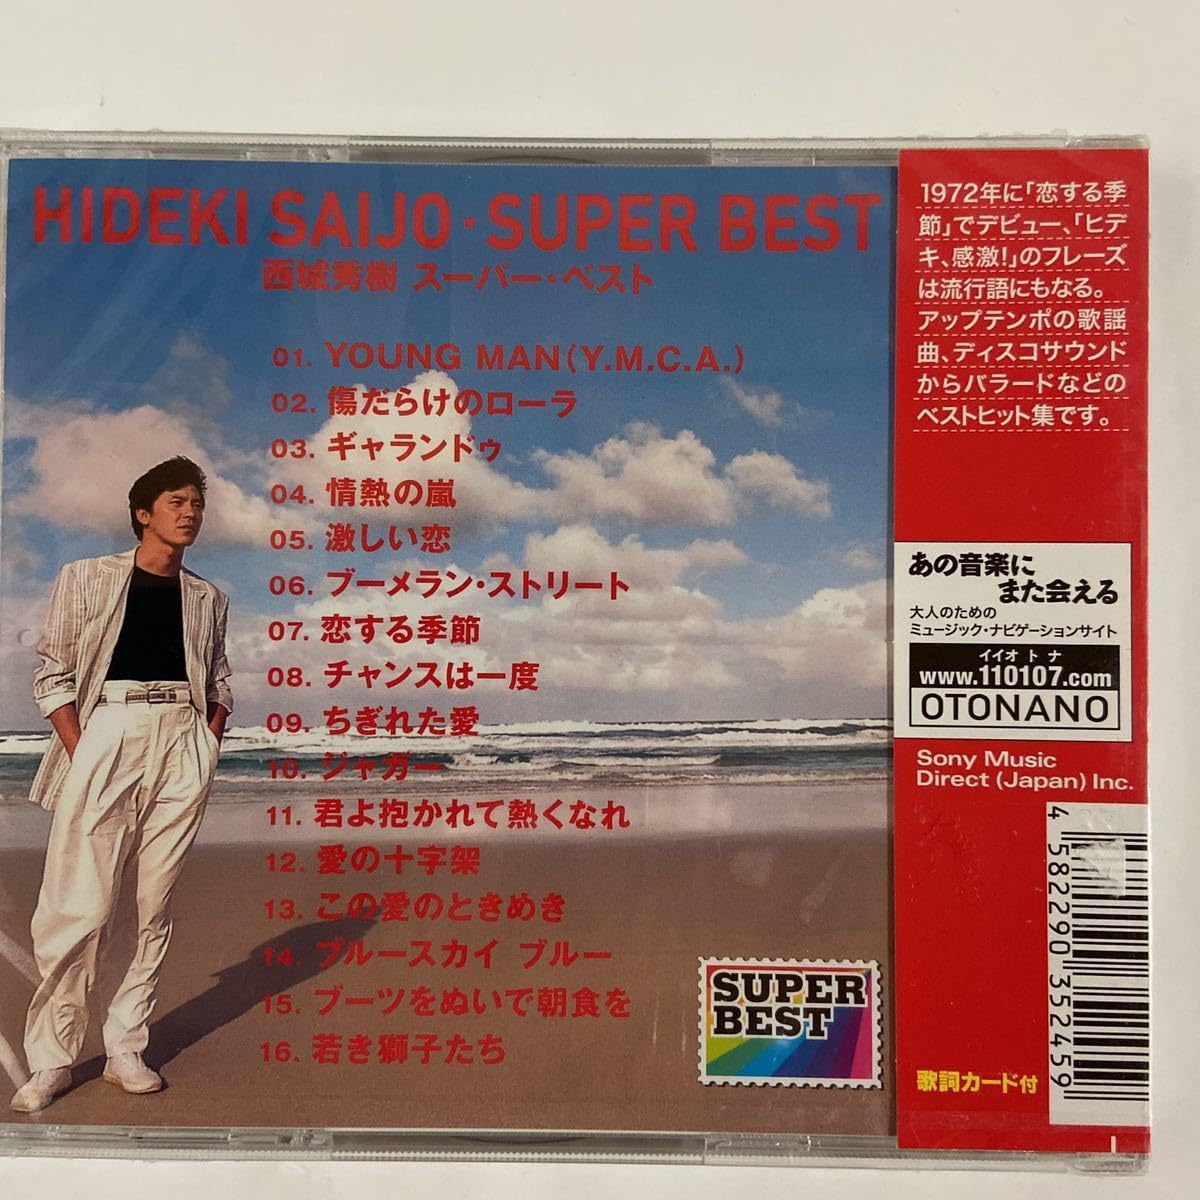 HIDEKI SAIJO・SUPER BEST
西城秀樹 スーパー・ベスト
01. YOUNG MAN(Y.M.C.A.)
02. 傷だらけのローラ
03. ギャランドゥ
04. 情熱の嵐
05. 激しい恋
06. ブーメラン・ストリート
07. 恋する季節
08. チャンスは一度
09. ちぎれた愛
10. ジャガー
11. 君よ抱かれて熱くなれ
12. 愛の十字架
13. この愛のときめき
14. ブルースカイ ブルー
15. ブーツをぬいで朝食を
16. 若き獅子たち
SUPER
BEST
1972年に「恋する季
節」でデビュー、「ヒデ
キ、感激!」のフレーズ
は流行語にもなる。
アップテンポの歌謡
曲、ディスコサウンド
からバラードなどの
ベストヒット集です。
あの音楽に
また会える
大人のための
ミュージック・ナビゲーションサイト
イイオトナ
www.110107.com
OTONANO
Sony Music
Direct (Japan) Inc.
4 582290 352459
歌詞カード付